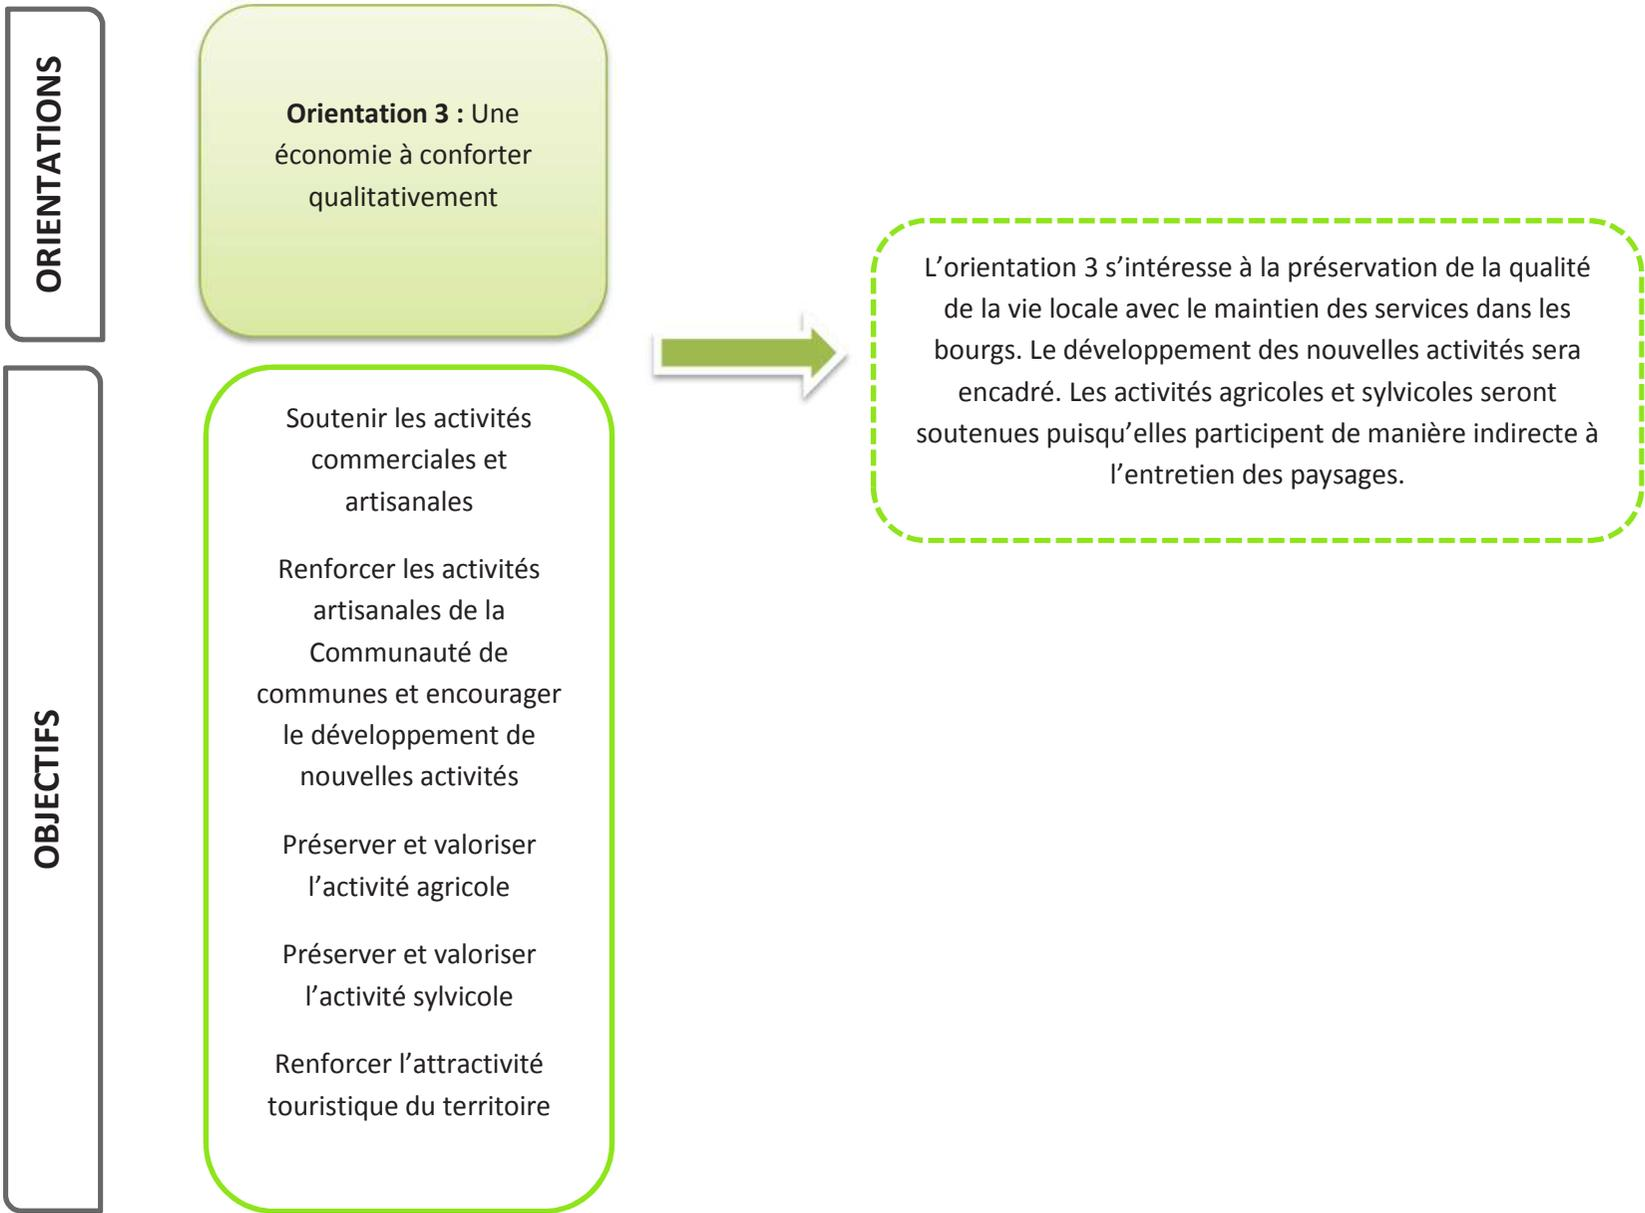 ORIENTATIONS
Orientation 3 : Une
économie à conforter
qualitativement
L’orientation 3 s’intéresse à la préservation de la qualité
de la vie locale avec le maintien des services dans les
bourgs. Le développement des nouvelles activités sera
encadré. Les activités agricoles et sylvicoles seront
soutenues puisqu’elles participent de manière indirecte à
l’entretien des paysages.
OBJECTIFS
Soutenir les activités
commerciales et
artisanales
Renforcer les activités
artisanales de la
Communauté de
communes et encourager
le développement de
nouvelles activités
Préserver et valoriser
l’activité agricole
Préserver et valoriser
l’activité sylvicole
Renforcer l’attractivité
touristique du territoire